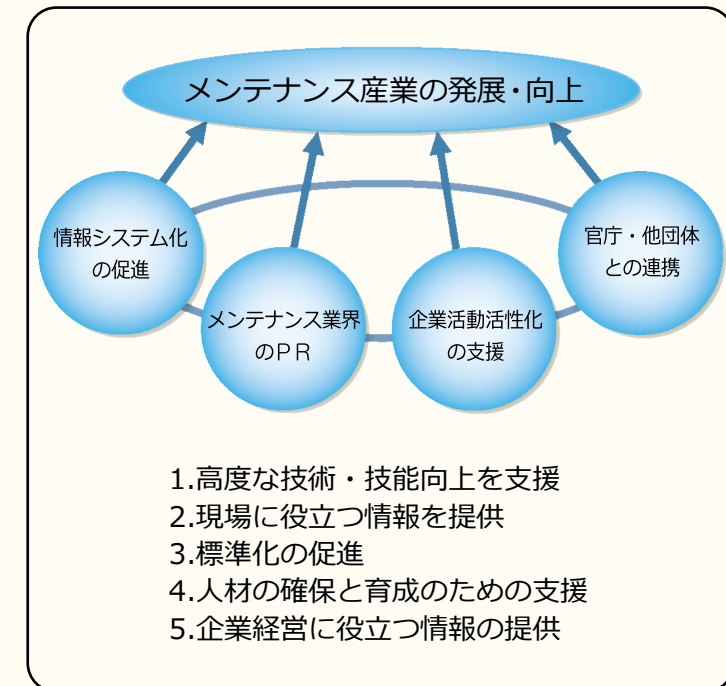 メンテナンス産業の発展・向上
情報システム化
の促進
メンテナンス業界
のＰＲ
企業活動活性化
の支援
官庁・他団体
との連携
1.高度な技術・技能向上を支援
2.現場に役立つ情報を提供
3.標準化の促進
4.人材の確保と育成のための支援
5.企業経営に役立つ情報の提供